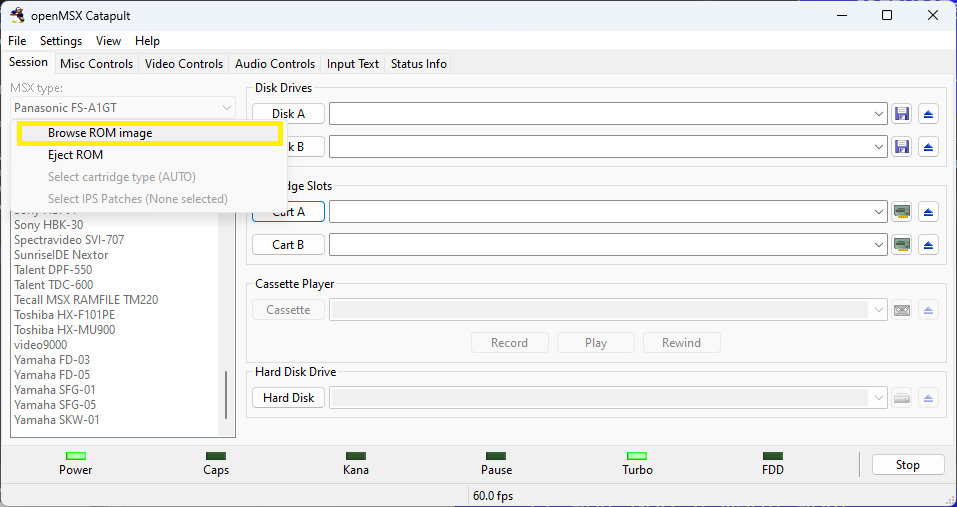 openMSX Catapult
File Settings View Help
Session Misc Controls Video Controls Audio Controls Input Text Status Info
MSX type:
Panasonic FS-A1GT
Browse ROM image
Eject ROM
Select cartridge type (AUTO)
Select IPS Patches (None selected)
Sony HBK-30
Spectravideo SVI-707
SunriseIDE Nextor
Talent DPF-550
Talent TDC-600
Tecall MSX RAMFILE TM220
Toshiba HX-F101PE
Toshiba HX-MU900
video9000
Yamaha FD-03
Yamaha FD-05
Yamaha SFG-01
Yamaha SFG-05
Yamaha SKW-01
Disk Drives
Disk A
k B
dge Slots
Cart A
Cart B
Cassette Player
Cassette
Record Play Rewind
Hard Disk Drive
Hard Disk
Power Caps Kana Pause Turbo FDD Stop
60.0 fps